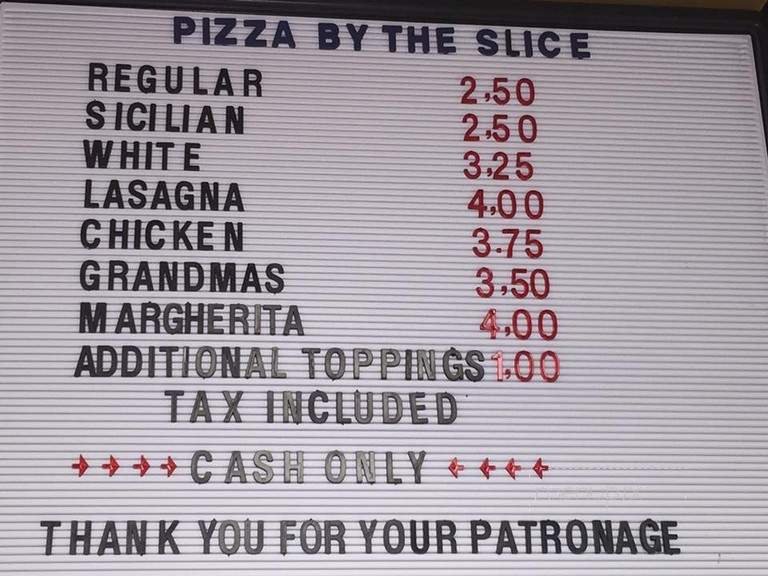 PIZZA BY THE SLICE
REGULAR 2,50
SICILIAN 2,50
WHITE 3,25
LASAGNA 4,00
CHICKEN 3.75
GRANDMAS 3,50
MARGHERITA 4,00
ADDITIONAL TOPPINGS 1,00
TAX INCLUDED
→→→→ CASH ONLY ←←←←
THANK YOU FOR YOUR PATRONAGE